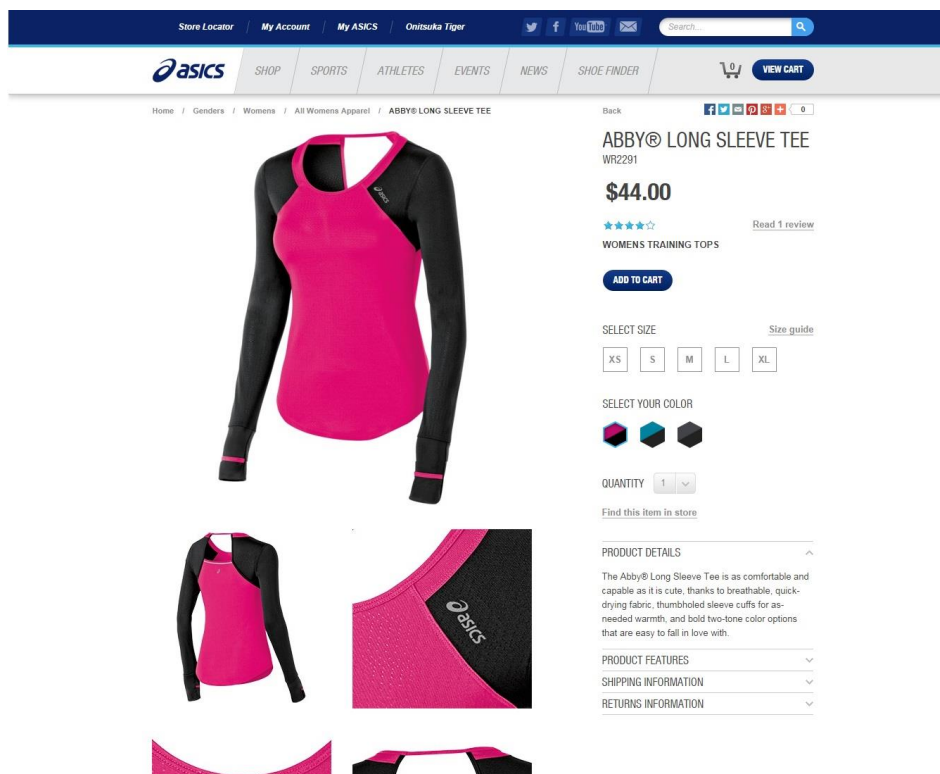 Store Locator My Account My ASICS Onitsuka Tiger You Tube Search...
asics SHOP SPORTS ATHLETES EVENTS NEWS SHOE FINDER 0 VIEW CART
Home / Genders / Womens / All Womens Apparel / ABBY® LONG SLEEVE TEE
Back 0
ABBY® LONG SLEEVE TEE
WR2291
$44.00
Read 1 review
WOMENS TRAINING TOPS
ADD TO CART
SELECT SIZE Size guide
XS S M L XL
SELECT YOUR COLOR
QUANTITY 1
Find this item in store
PRODUCT DETAILS
The Abby® Long Sleeve Tee is as comfortable and
capable as it is cute, thanks to breathable, quick-
drying fabric, thumbholed sleeve cuffs for as-
needed warmth, and bold two-tone color options
that are easy to fall in love with.
PRODUCT FEATURES
SHIPPING INFORMATION
RETURNS INFORMATION
asics
asics